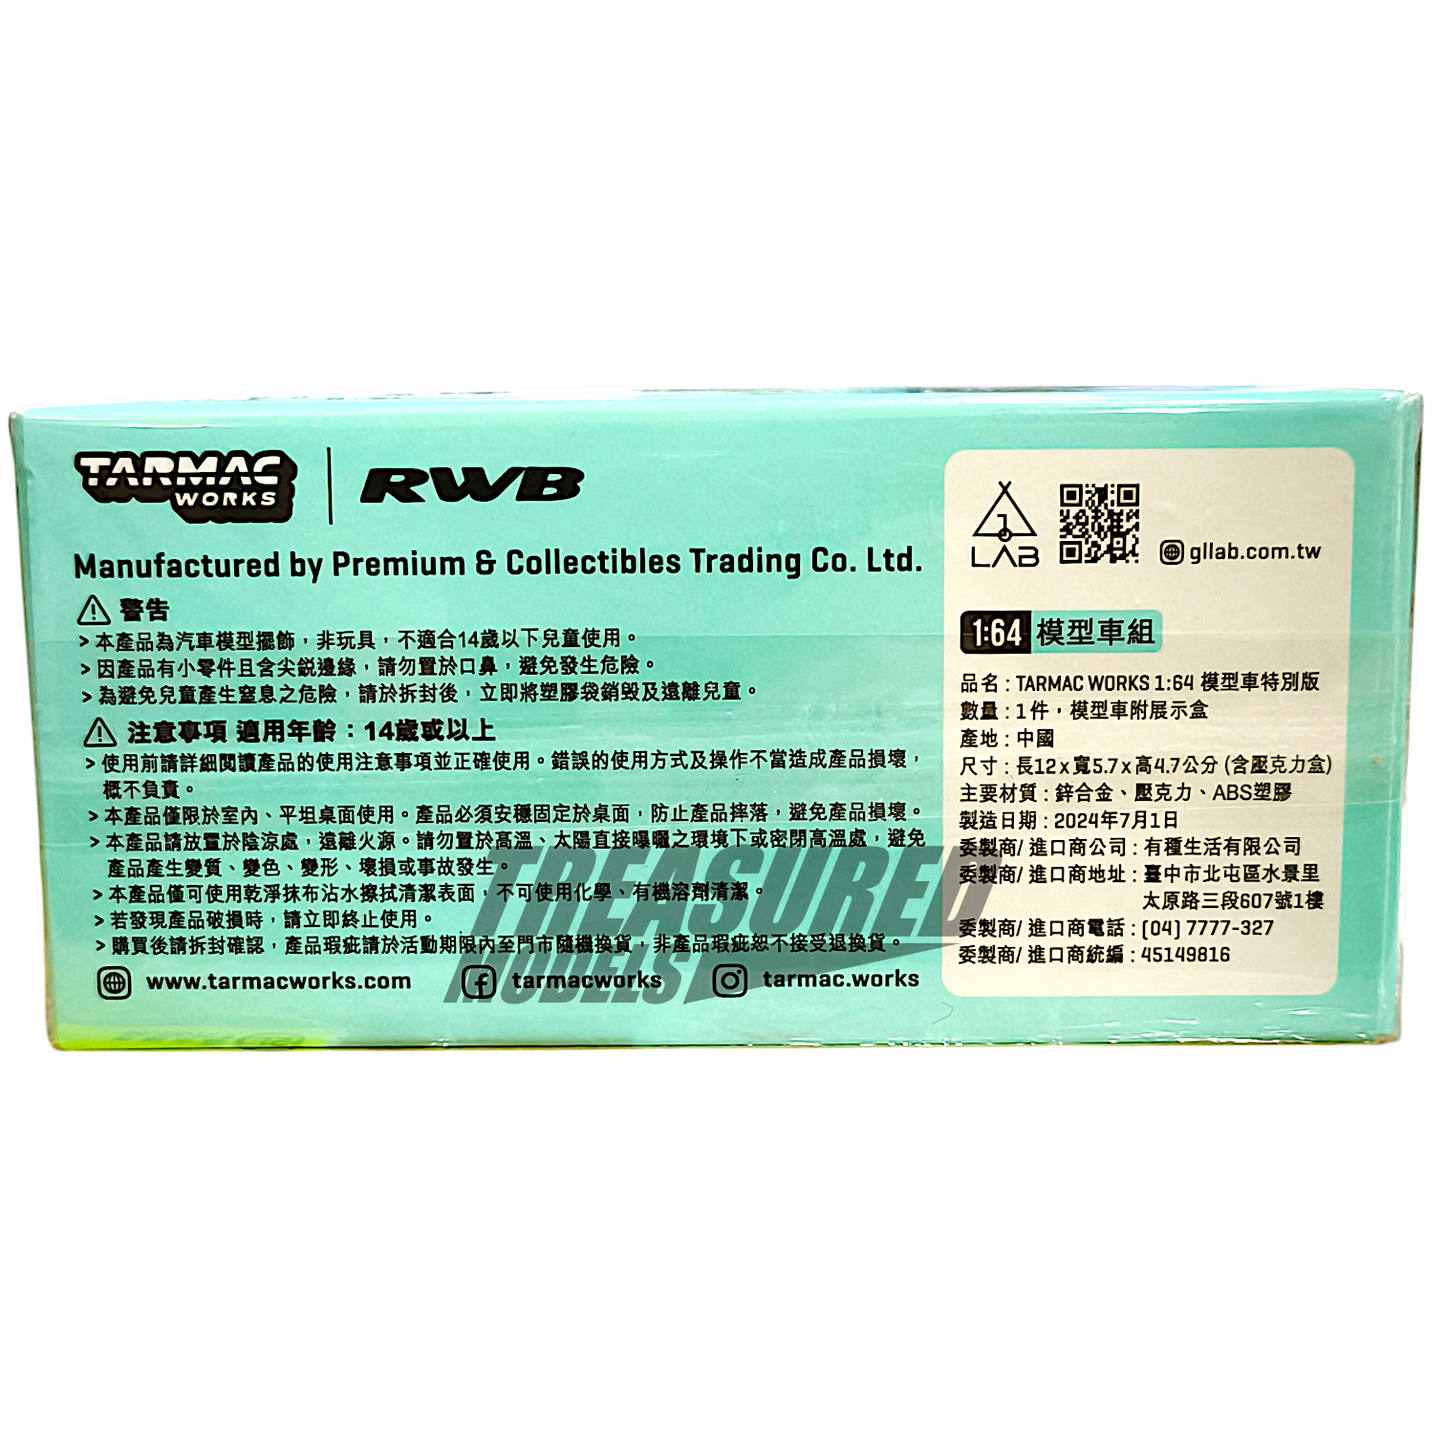 TARMAC
WORKS
RWB
Manufactured by Premium & Collectibles Trading Co. Ltd.
警告
> 本產品為汽車模型擺飾，非玩具，不適合14歲以下兒童使用。
> 因產品有小零件且含尖銳邊緣，請勿置於口鼻，避免發生危險。
> 為避免兒童產生窒息之危險，請於拆封後，立即將塑膠袋銷毀及遠離兒童。
注意事項 適用年齡：14歲或以上
> 使用前請詳細閱讀產品的使用注意事項並正確使用。錯誤的使用方式及操作不當造成產品損壞，
概不負責。
> 本產品僅限於室內、平坦桌面使用。產品必須安穩固定於桌面，防止產品摔落，避免產品損壞。
> 本產品請放置於陰涼處，遠離火源。請勿置於高溫、太陽直接曝曬之環境下或密閉高溫處，避免
產品產生變質、變色、變形、壞損或事故發生。
> 本產品僅可使用乾淨抹布沾水擦拭清潔表面，不可使用化學、有機溶劑清潔。
> 若發現產品破損時，請立即終止使用。
> 購買後請拆封確認，產品瑕疵請於活動期限內至門市隨機換貨，非產品瑕疵恕不接受退換貨。
www.tarmacworks.com
tarmacworks
tarmac.works
TREASURED
MODELS
LAB
gllab.com.tw
1:64 模型車組
品名 : TARMAC WORKS 1:64 模型車特別版
數量 : 1件，模型車附展示盒
產地 : 中國
尺寸 : 長12 x 寬5.7 x 高4.7公分 (含壓克力盒)
主要材質 : 鋅合金、壓克力、ABS塑膠
製造日期 : 2024年7月1日
委製商/ 進口商公司 : 有種生活有限公司
委製商/ 進口商地址 : 臺中市北屯區水景里
太原路三段607號1樓
委製商/ 進口商電話 : (04) 7777-327
委製商/ 進口商統編 : 45149816